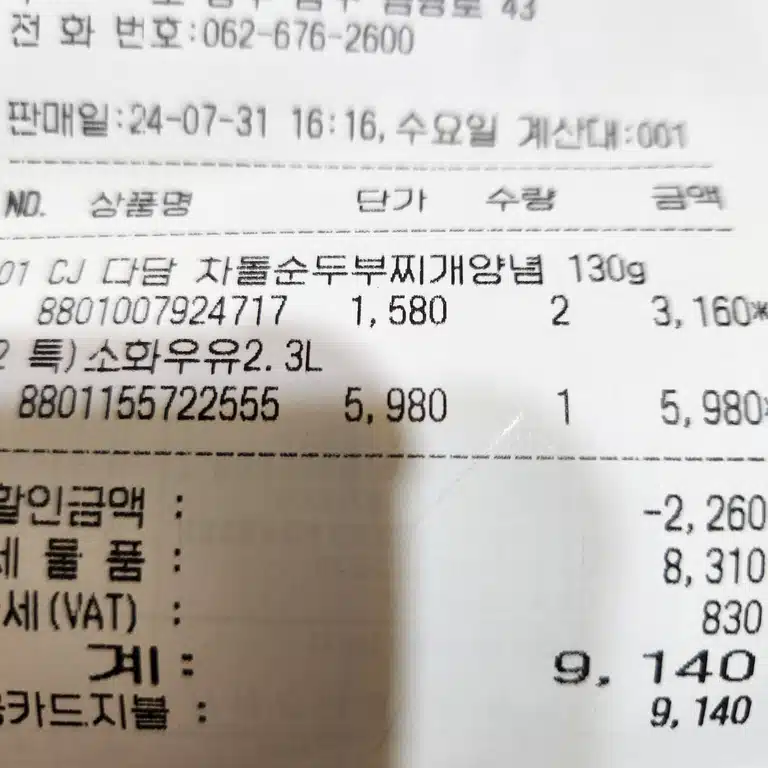 43
전 화 번호:062-676-2600
판매일:24-07-31 16:16,수요일 계산대:001
NO. 상품명 단가 수량 금액
01 CJ 다담 차돌순두부찌개양념 130g
8801007924717 1,580 2 3,160*
2 특)소화우유2.3L
8801155722555 5,980 1 5,980*
할인금액 : -2,260
세 물 품 : 8,310
세(VAT) : 830
계: 9,140
카드지불 : 9,140